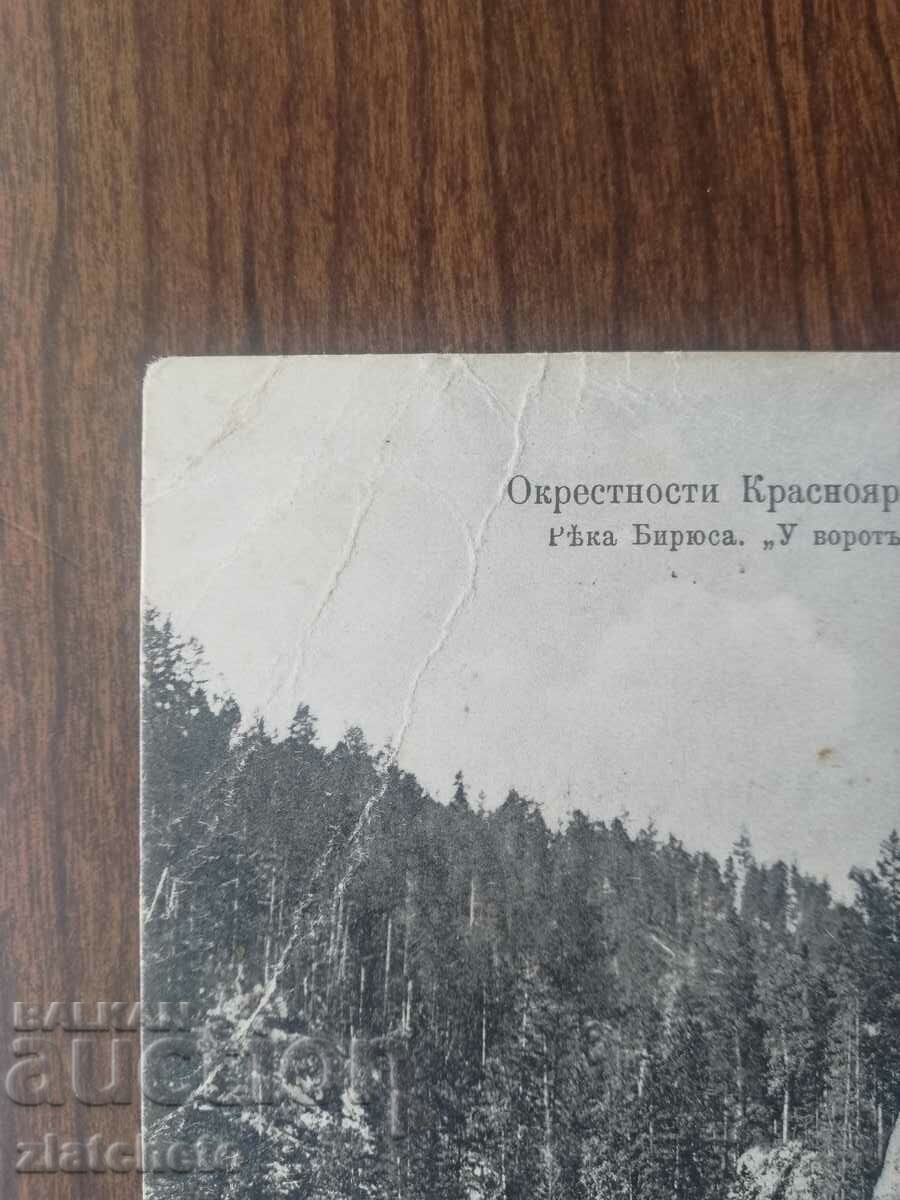 Окрестности Краснояр
Рѣка Бирюса. „У воротъ
BALKAN
auction
zlatchete